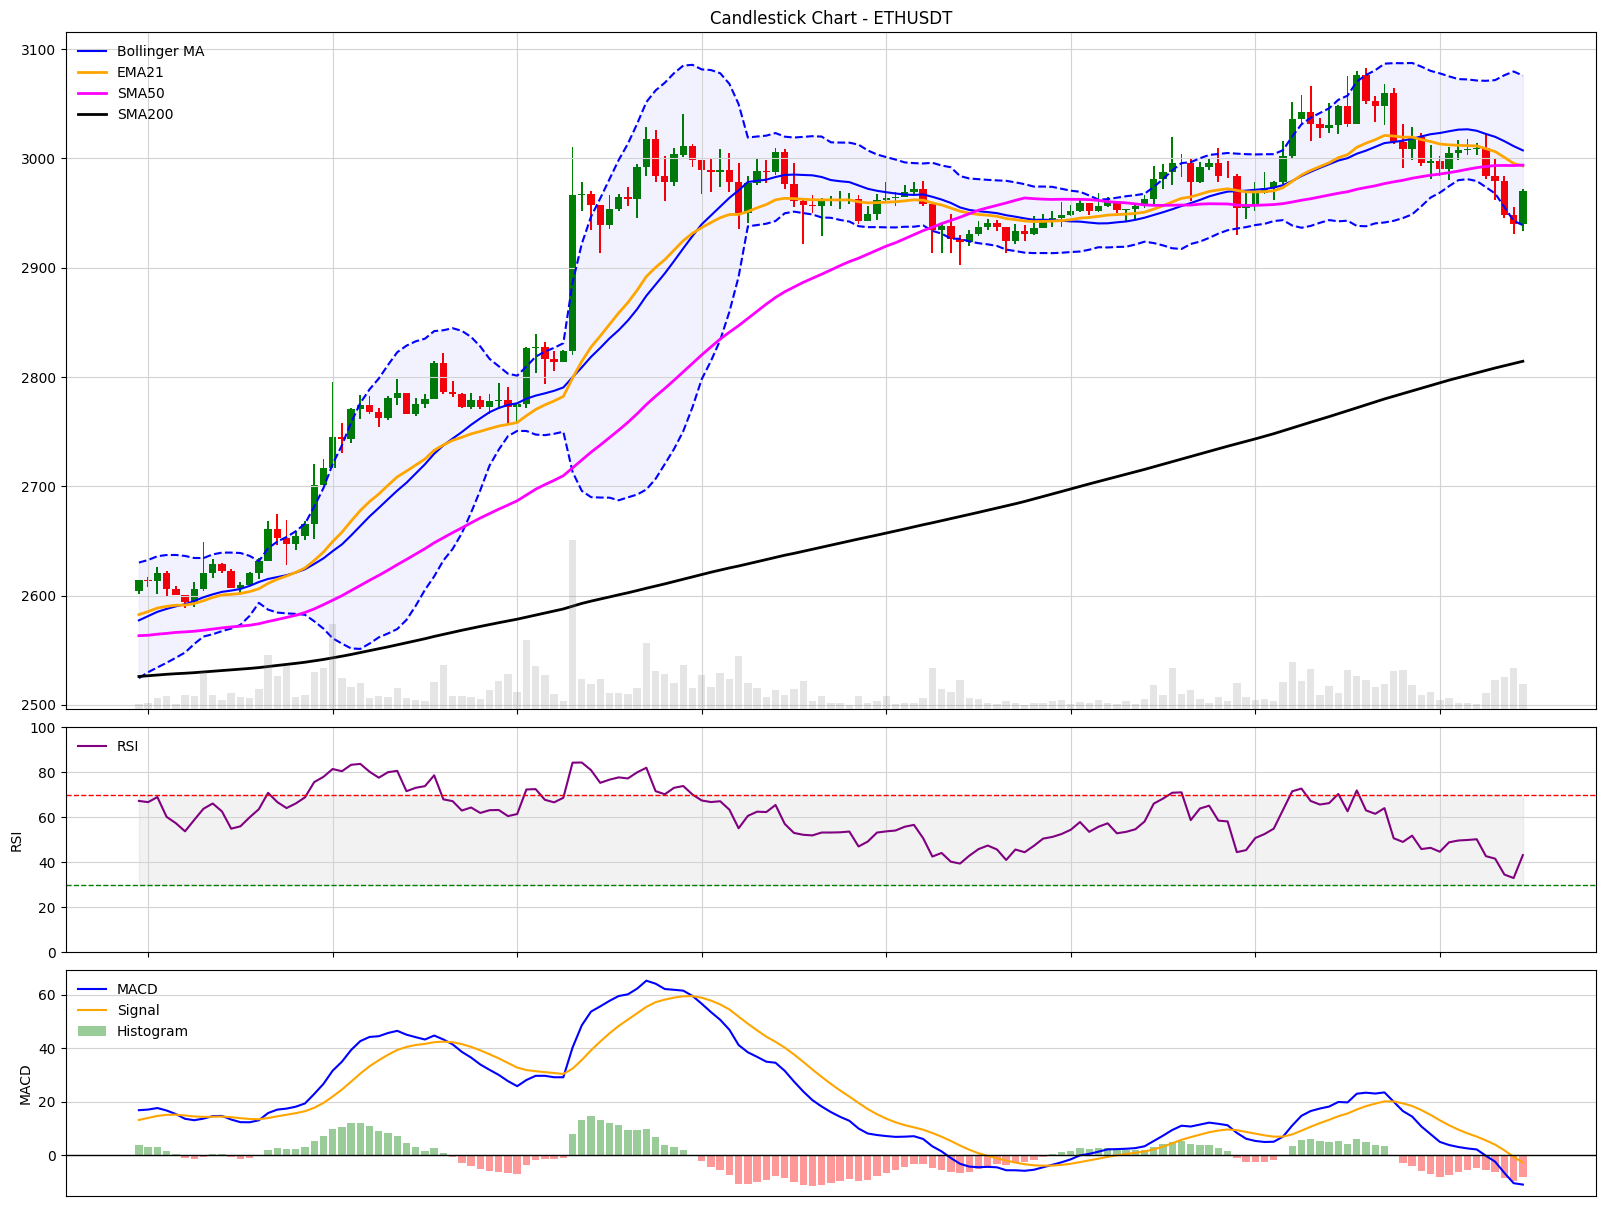 Candlestick Chart - ETHUSDT
Bollinger MA
EMA21
SMA50
SMA200
3100
3000
2900
2800
2700
2600
2500
RSI
RSI
100
80
60
40
20
0
MACD
Signal
Histogram
MACD
60
40
20
0